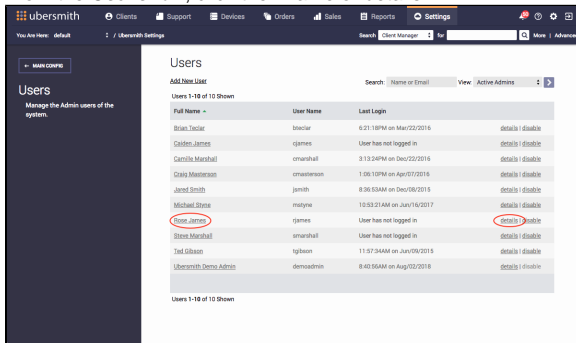 ubersmith Clients Support Devices Orders Sales Reports Settings
You Are Here: default / Ubersmith Settings Search Client Manager for More | Advanced
← MAIN CONFIG
Users
Manage the Admin users of the
system.
Users
Add New User Search: Name or Email View: Active Admins
Users 1-10 of 10 Shown
Full Name User Name Last Login
Brian Teclar bteclar 6:21:18PM on Mar/22/2016 details | disable
Caiden James cjames User has not logged in details | disable
Camille Marshall cmarshall 3:13:24PM on Dec/22/2016 details | disable
Craig Masterson cmasterson 1:06:10PM on Apr/07/2016 details | disable
Jared Smith jsmith 8:36:53AM on Dec/08/2015 details | disable
Michael Styne mstyne 10:53:21AM on Jun/16/2017 details | disable
Rose James rjames User has not logged in details | disable
Steve Marshall smarshall User has not logged in details | disable
Ted Gibson tgibson 11:57:34AM on Jun/09/2015 details | disable
Ubersmith Demo Admin demoadmin 8:40:56AM on Aug/02/2018 details | disable
Users 1-10 of 10 Shown